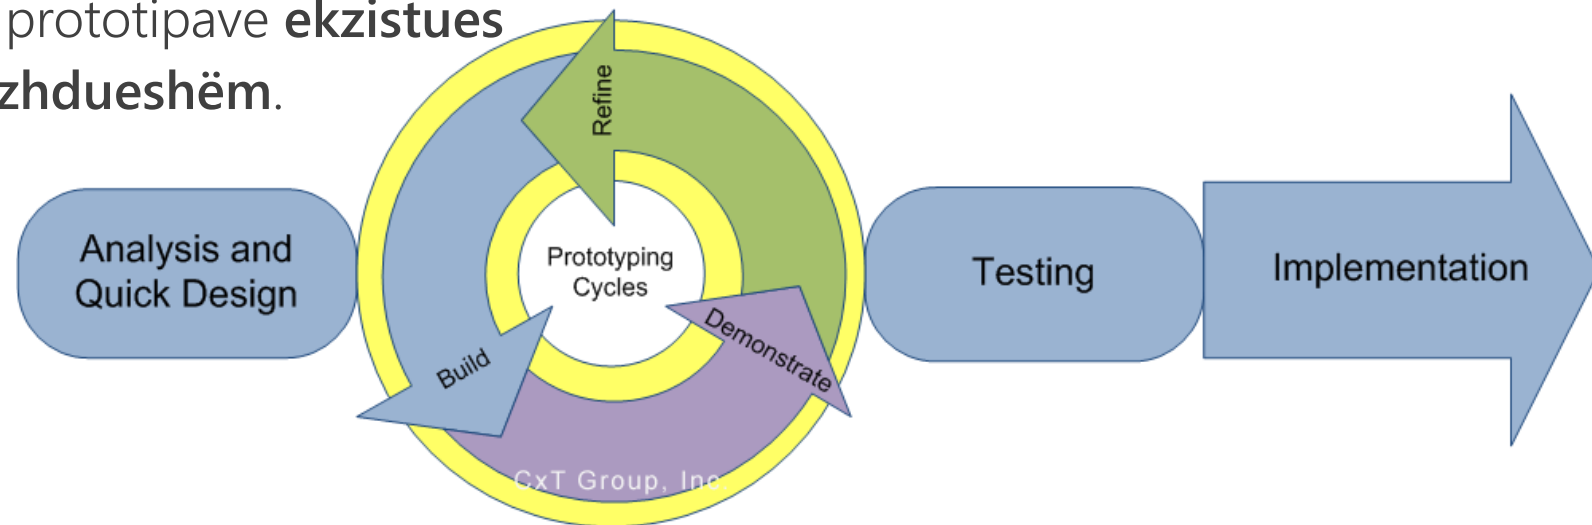 prototipave ekzistues
zhdueshëm.
Refine
Analysis and
Quick Design
Prototyping
Cycles
Testing
Implementation
Demonstrate
Build
CxT Group, Inc